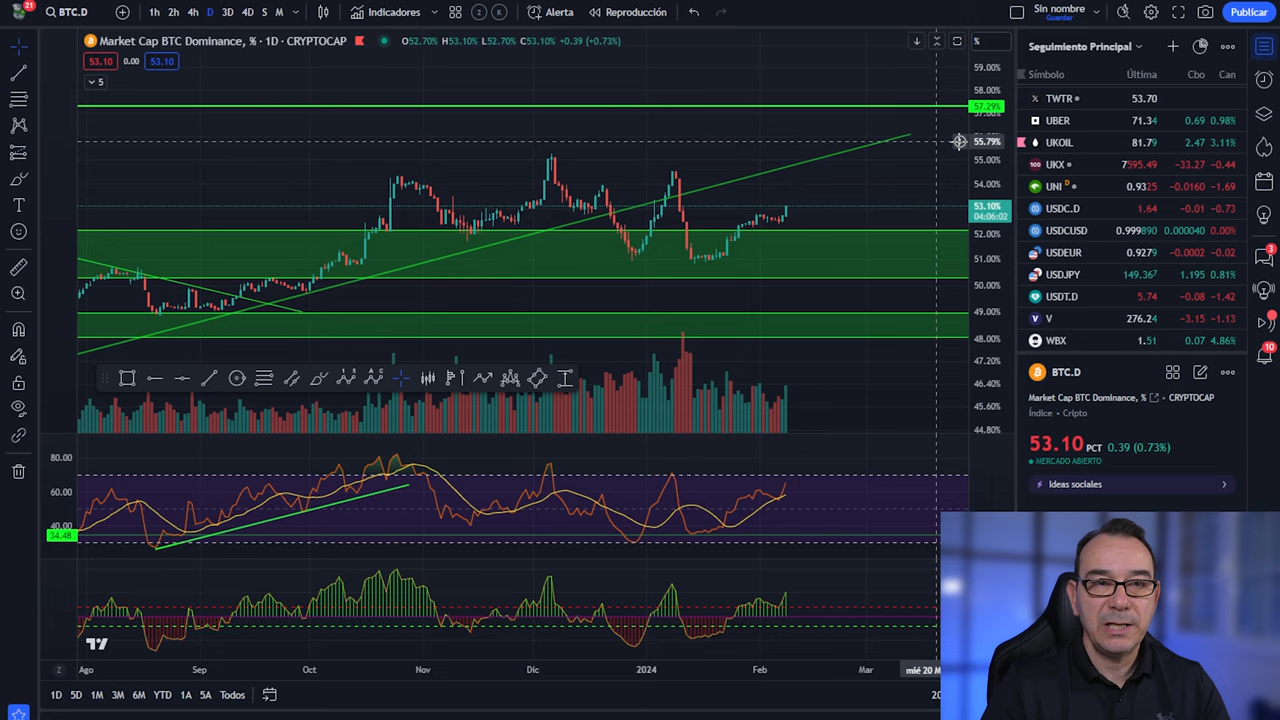 21
BTC.D
1h 2h 4h D 3D 4D S M
Indicadores
2
K
Alerta
Reproducción
Sin nombre
Guardar
Publicar
Market Cap BTC Dominance, % · 1D · CRYPTOCAP
O52.70% H53.10% L52.70% C53.10% +0.39 (+0.73%)
53.10 0.00 53.10
5
%
59.00%
58.00%
57.29%
57.00%
55.79%
55.00%
54.00%
53.10%
04:06:02
52.00%
51.00%
50.00%
49.00%
48.00%
47.20%
46.40%
45.60%
44.80%
80.00
60.00
40.00
34.48
Z
Ago Sep Oct Nov Dic 2024 Feb Mar mié 20 M
1D 5D 1M 3M 6M YTD 1A 5A Todos
20
Seguimiento Principal
Símbolo Última Cbo Can
TWTR 53.70
UBER 71.34 0.69 0.98%
UKOIL 81.79 2.47 3.11%
UKX 7595.49 -33.27 -0.44
UNI D 0.9325 -0.0160 -1.69
USDC.D 1.64 -0.01 -0.73
USDCUSD 0.999890 0.000040 0.00%
USDEUR 0.9279 -0.0002 -0.02
USDJPY 149.367 1.195 0.81%
USDT.D 5.74 -0.08 -1.42
V 276.24 -3.15 -1.13
WBX 1.51 0.07 4.86%
BTC.D
Market Cap BTC Dominance, % · CRYPTOCAP
Índice · Cripto
53.10 PCT 0.39 (0.73%)
MERCADO ABIERTO
Ideas sociales
3
10